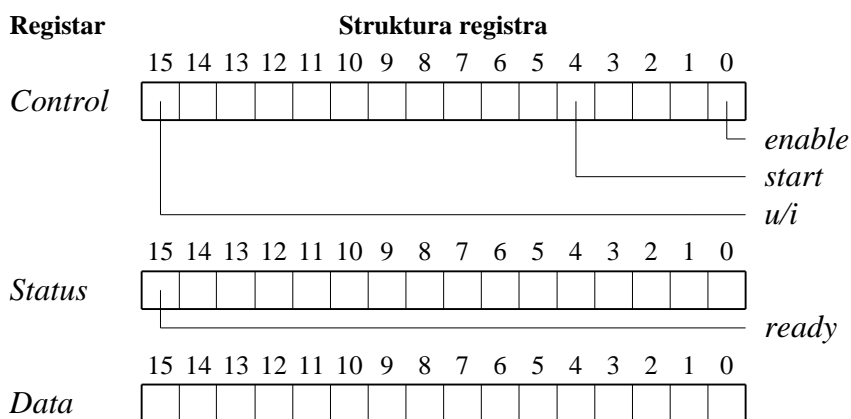 Registar Struktura registra
15 14 13 12 11 10 9 8 7 6 5 4 3 2 1 0
Control
enable
start
u/i
15 14 13 12 11 10 9 8 7 6 5 4 3 2 1 0
Status
ready
15 14 13 12 11 10 9 8 7 6 5 4 3 2 1 0
Data